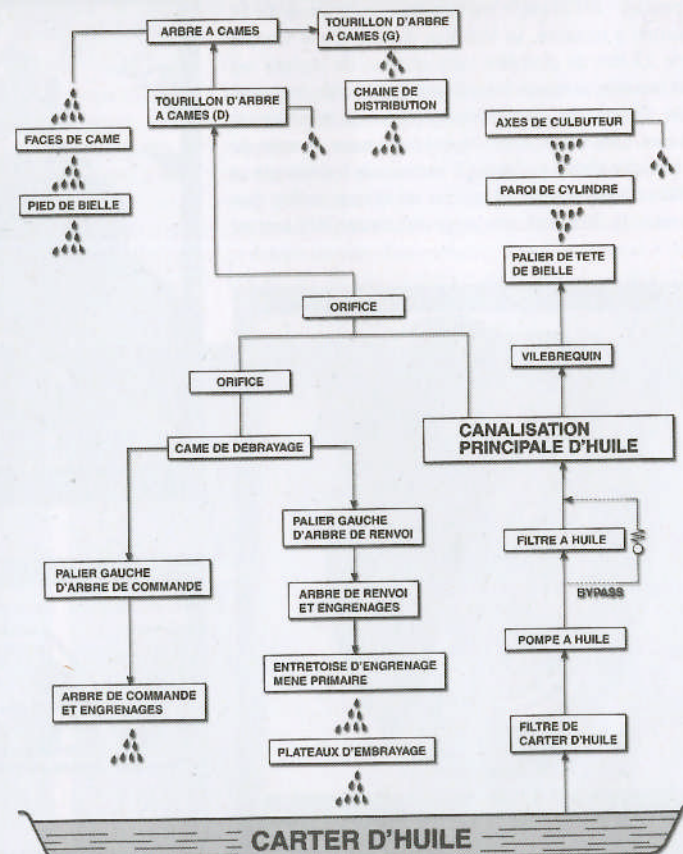 ARBRE A CAMES
TOURILLON D'ARBRE
A CAMES (G)
TOURILLON D'ARBRE
A CAMES (D)
CHAINE DE
DISTRIBUTION
FACES DE CAME
PIED DE BIELLE
AXES DE CULBUTEUR
PAROI DE CYLINDRE
PALIER DE TETE
DE BIELLE
ORIFICE
VILEBREQUIN
ORIFICE
CANALISATION
PRINCIPALE D'HUILE
CAME DE DEBRAYAGE
PALIER GAUCHE
D'ARBRE DE RENVOI
FILTRE A HUILE
PALIER GAUCHE
D'ARBRE DE COMMANDE
ARBRE DE RENVOI
ET ENGRENAGES
BYPASS
POMPE A HUILE
ENTRETOISE D'ENGRENAGE
MENE PRIMAIRE
ARBRE DE COMMANDE
ET ENGRENAGES
PLATEAUX D'EMBRAYAGE
FILTRE DE
CARTER D'HUILE
CARTER D'HUILE